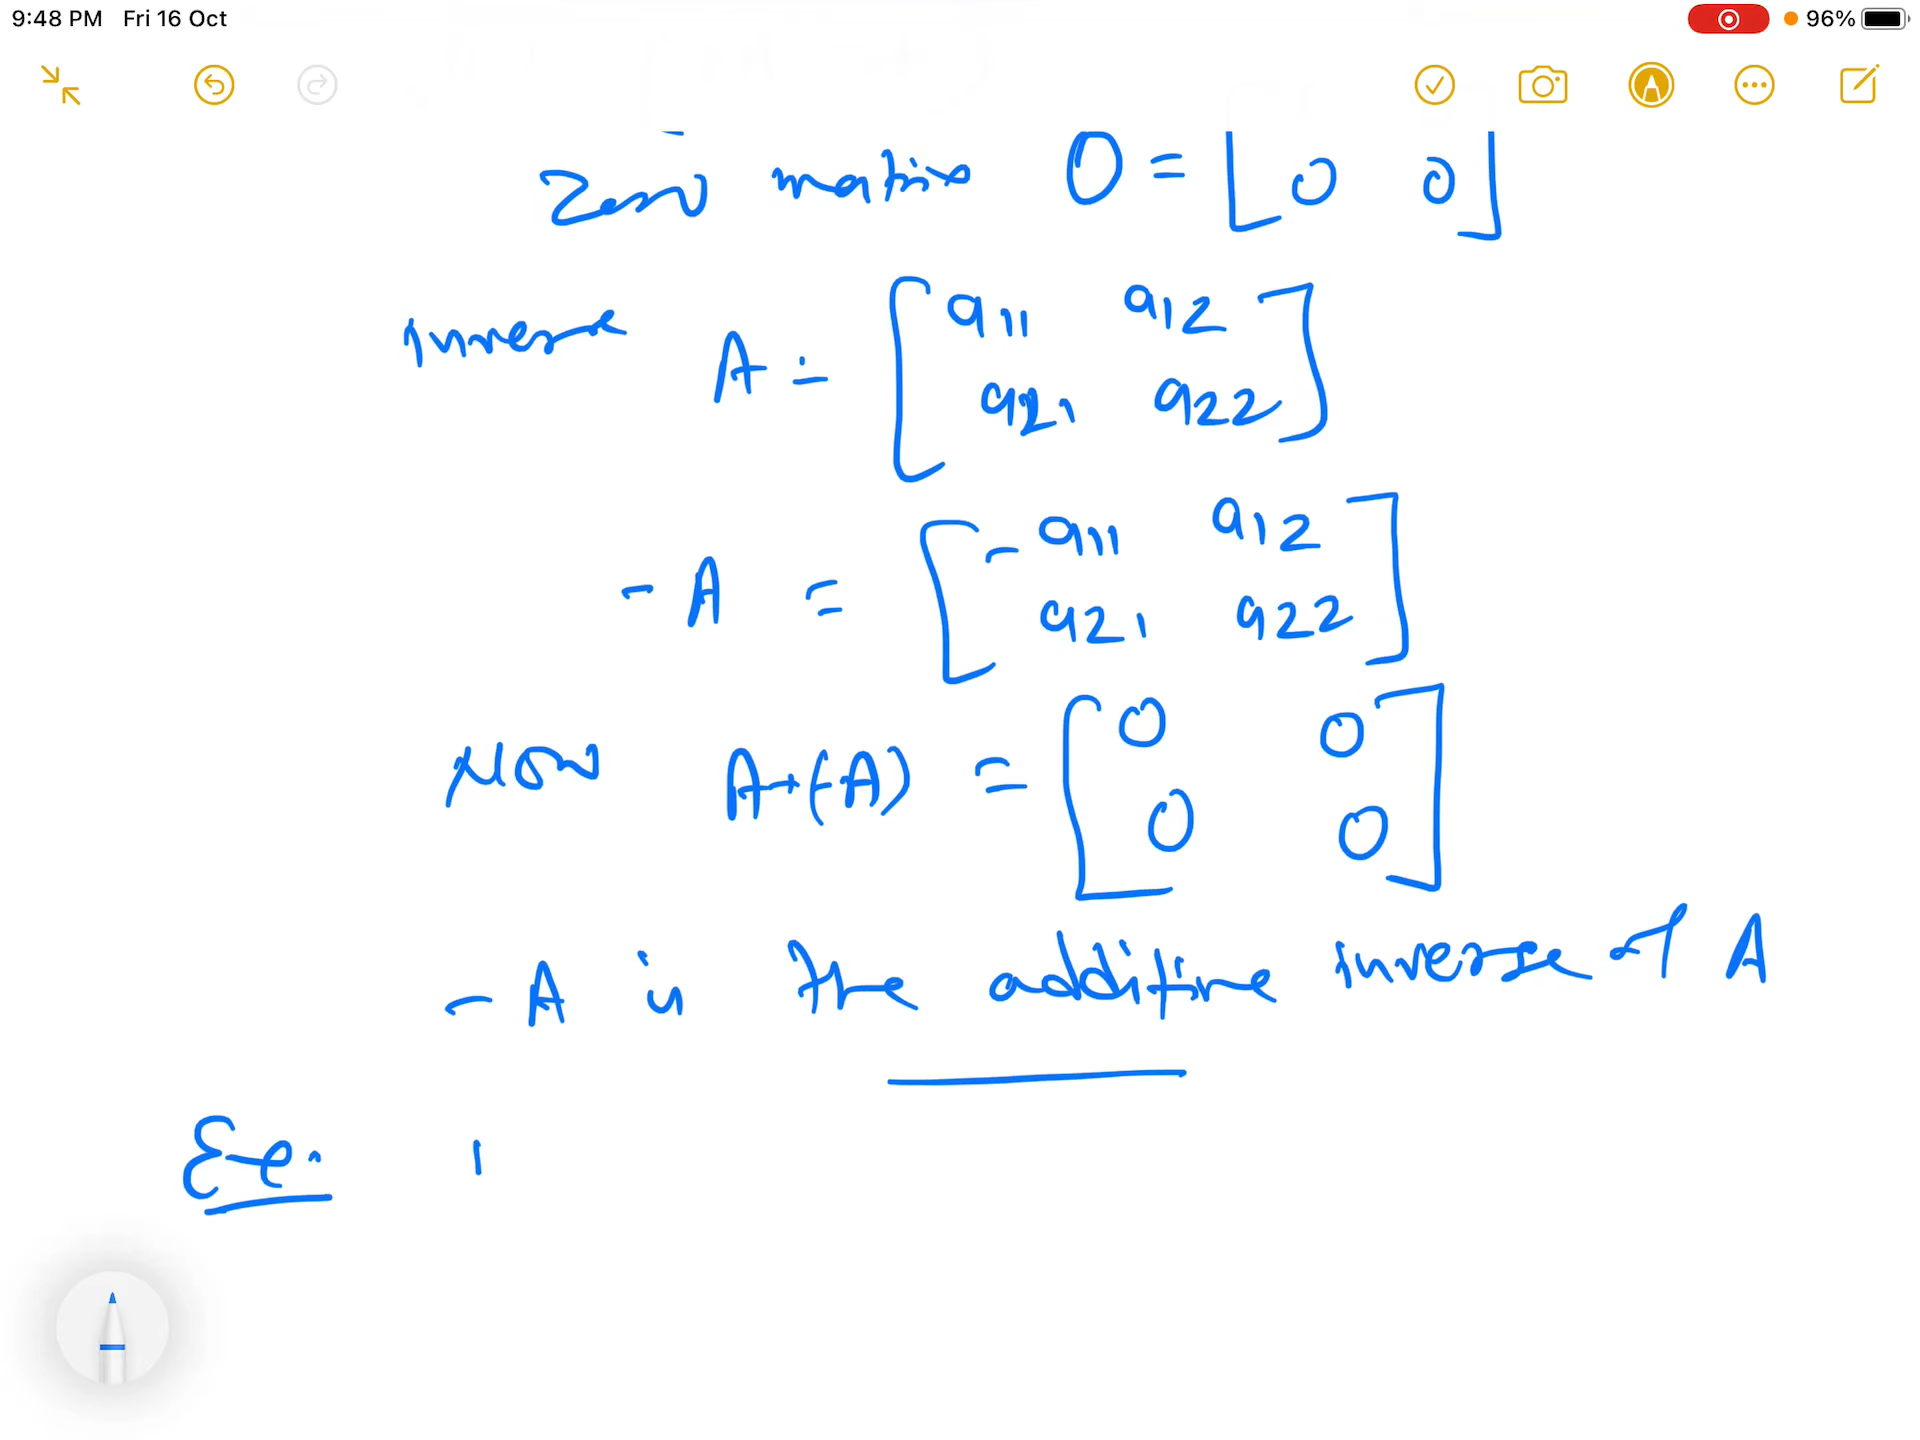 9:48 PM Fri 16 Oct 96%
Zero matrix O = [ 0 0 ]
inverse A = [ a11 a12
a21 a22 ]
- A = [ - a11 a12
a21 a22 ]
Now A+(-A) = [ 0 0
0 0 ]
- A is the additive inverse of A
1